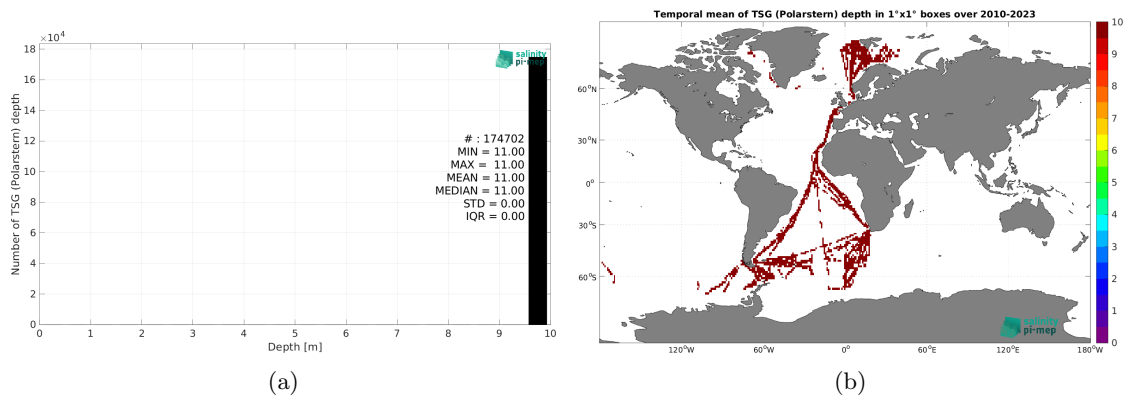 ×10⁴
18
16
14
12
10
8
6
4
2
0
0 1 2 3 4 5 6 7 8 9 10
Number of TSG (Polarstern) depth
Depth [m]
salinity
pi-mep
# : 174702
MIN = 11.00
MAX = 11.00
MEAN = 11.00
MEDIAN = 11.00
STD = 0.00
IQR = 0.00
(a)
Temporal mean of TSG (Polarstern) depth in 1°x1° boxes over 2010-2023
60°N
30°N
0°
30°S
60°S
120°W 60°W 0° 60°E 120°E 180°W
salinity
pi-mep
10
9
8
7
6
5
4
3
2
1
0
(b)